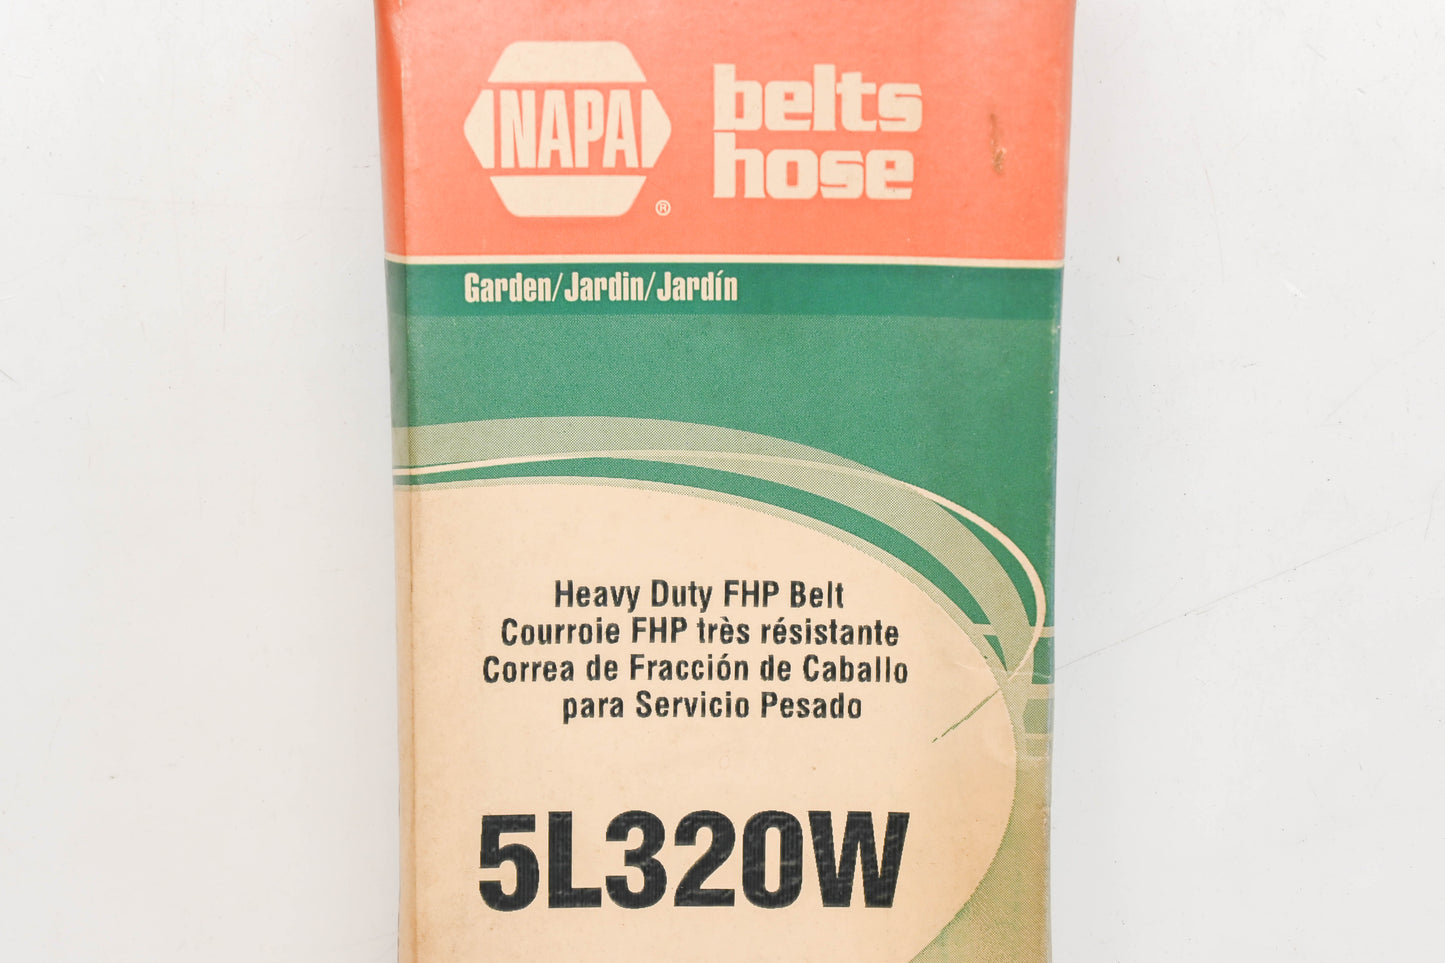 NAPA
®
belts
hose
Garden/Jardin/Jardín
Heavy Duty FHP Belt
Courroie FHP très résistante
Correa de Fracción de Caballo
para Servicio Pesado
5L320W